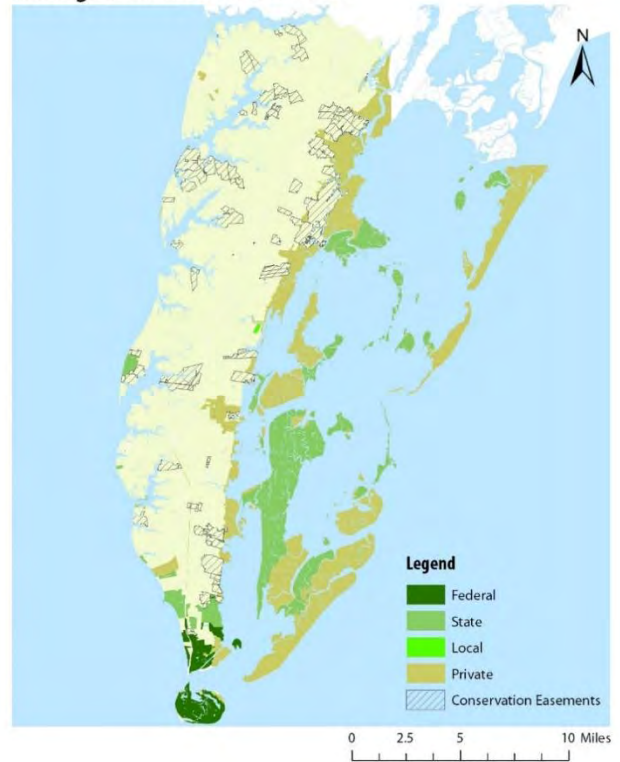 N
Legend
Federal
State
Local
Private
Conservation Easements
0 2.5 5 10 Miles